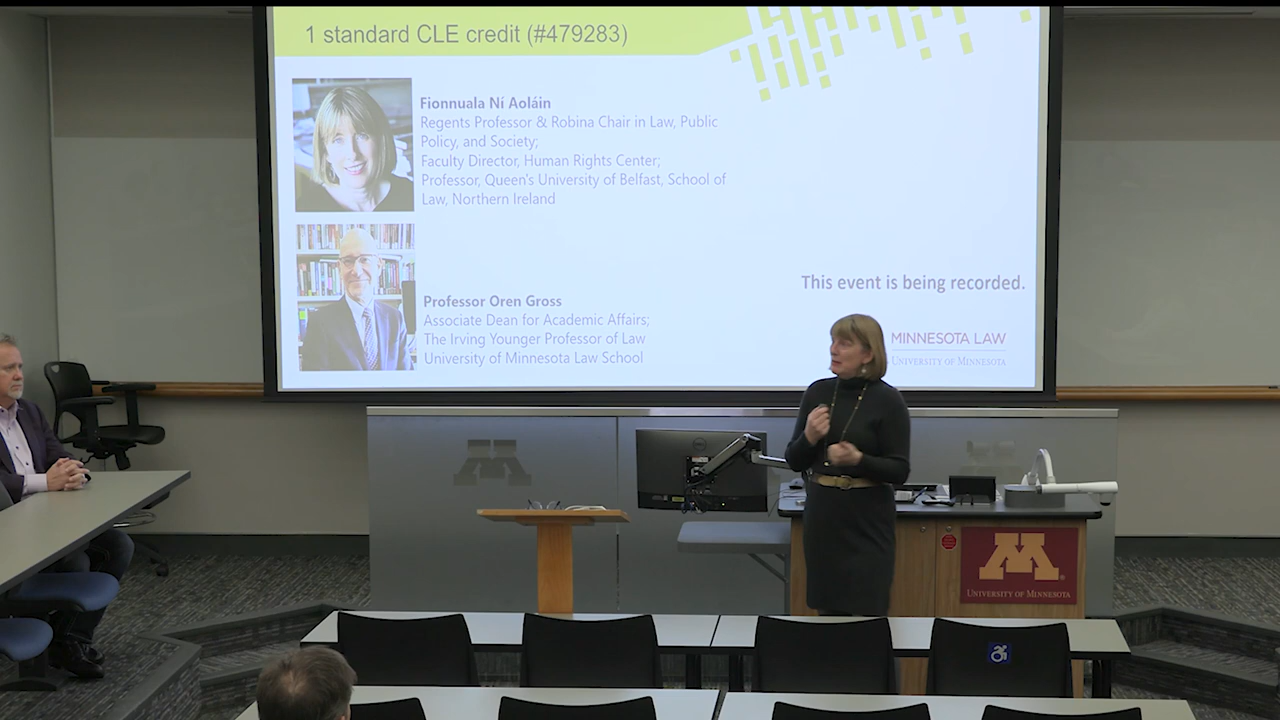 1 standard CLE credit (#479283)
Fionnuala Ní Aoláin
Regents Professor & Robina Chair in Law, Public
Policy, and Society;
Faculty Director, Human Rights Center;
Professor, Queen's University of Belfast, School of
Law, Northern Ireland
Professor Oren Gross
Associate Dean for Academic Affairs;
The Irving Younger Professor of Law
University of Minnesota Law School
This event is being recorded.
MINNESOTA LAW
UNIVERSITY OF MINNESOTA
DELL
M
UNIVERSITY OF MINNESOTA